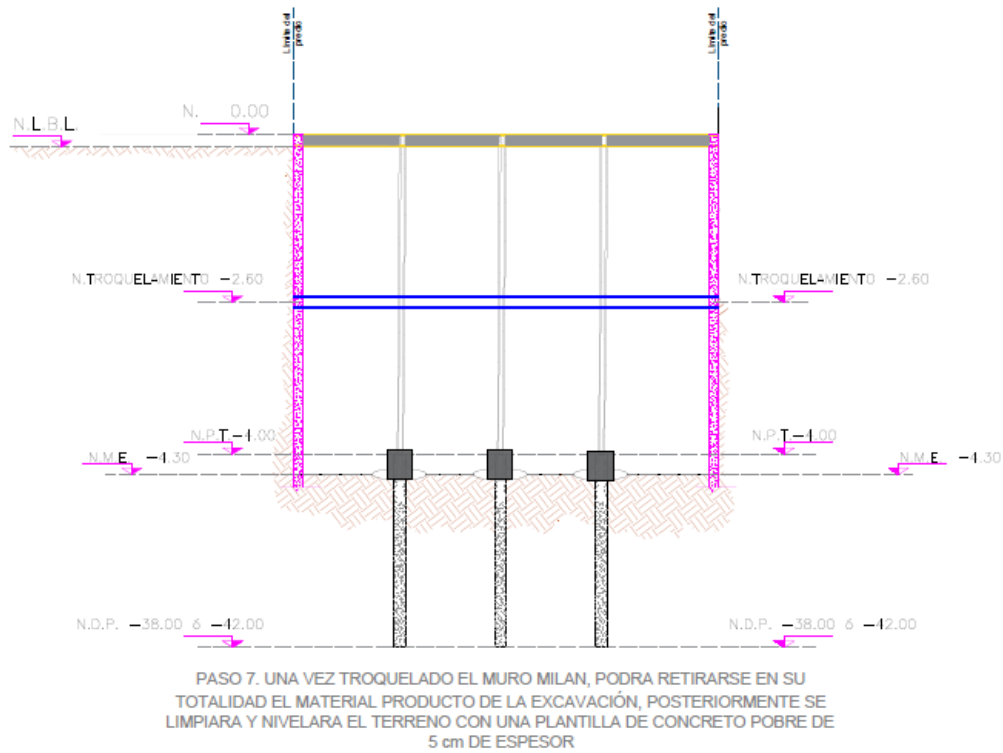 Límite del
predio
Límite del
predio
N. 0.00
N.L.B.L.
N.TROQUELAMIENTO -2.60
N.TROQUELAMIENTO -2.60
N.P.T.-4.00
N.P.T-4.00
N.M.E. -4.30
N.M.E. -4.30
N.D.P. -38.00 ó -42.00
N.D.P. -38.00 ó -42.00
PASO 7. UNA VEZ TROQUELADO EL MURO MILAN, PODRA RETIRARSE EN SU
TOTALIDAD EL MATERIAL PRODUCTO DE LA EXCAVACIÓN, POSTERIORMENTE SE
LIMPIARA Y NIVELARA EL TERRENO CON UNA PLANTILLA DE CONCRETO POBRE DE
5 cm DE ESPESOR